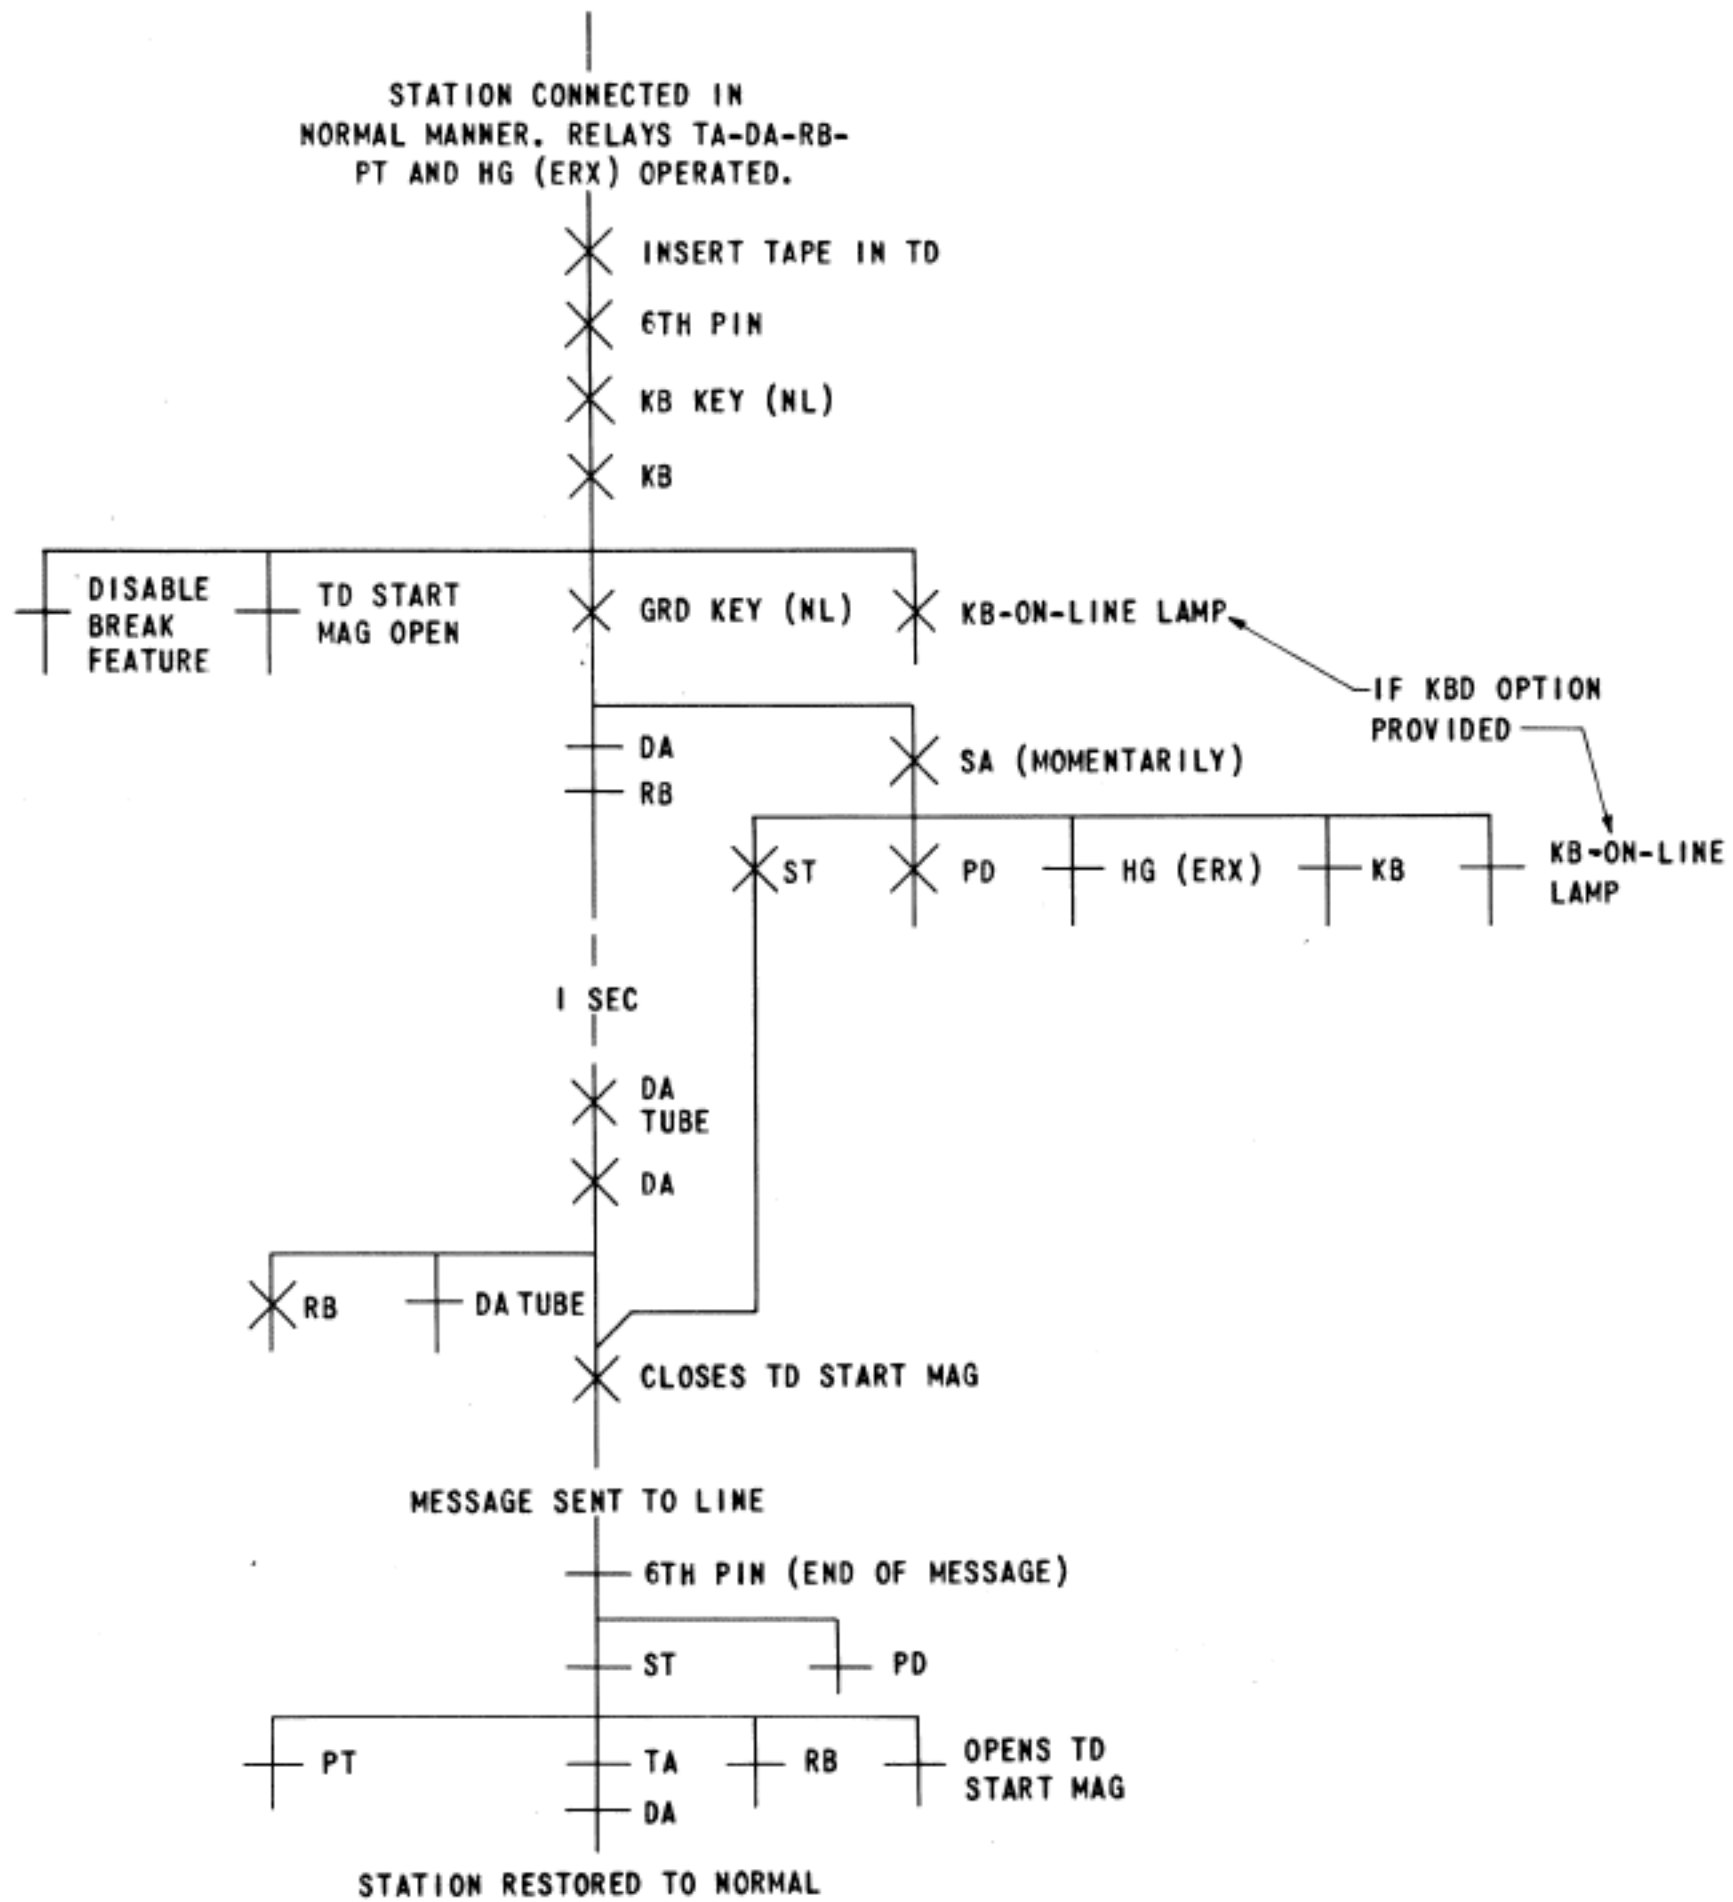 STATION CONNECTED IN
NORMAL MANNER. RELAYS TA-DA-RB-
PT AND HG (ERX) OPERATED.
INSERT TAPE IN TD
6TH PIN
KB KEY (NL)
KB
DISABLE
BREAK
FEATURE
TD START
MAG OPEN
GRD KEY (NL)
KB-ON-LINE LAMP
IF KBD OPTION
PROVIDED
DA
RB
SA (MOMENTARILY)
ST
PD
HG (ERX)
KB
KB-ON-LINE
LAMP
1 SEC
DA
TUBE
DA
RB
DA TUBE
CLOSES TD START MAG
MESSAGE SENT TO LINE
6TH PIN (END OF MESSAGE)
ST
PD
PT
TA
RB
OPENS TD
START MAG
DA
STATION RESTORED TO NORMAL